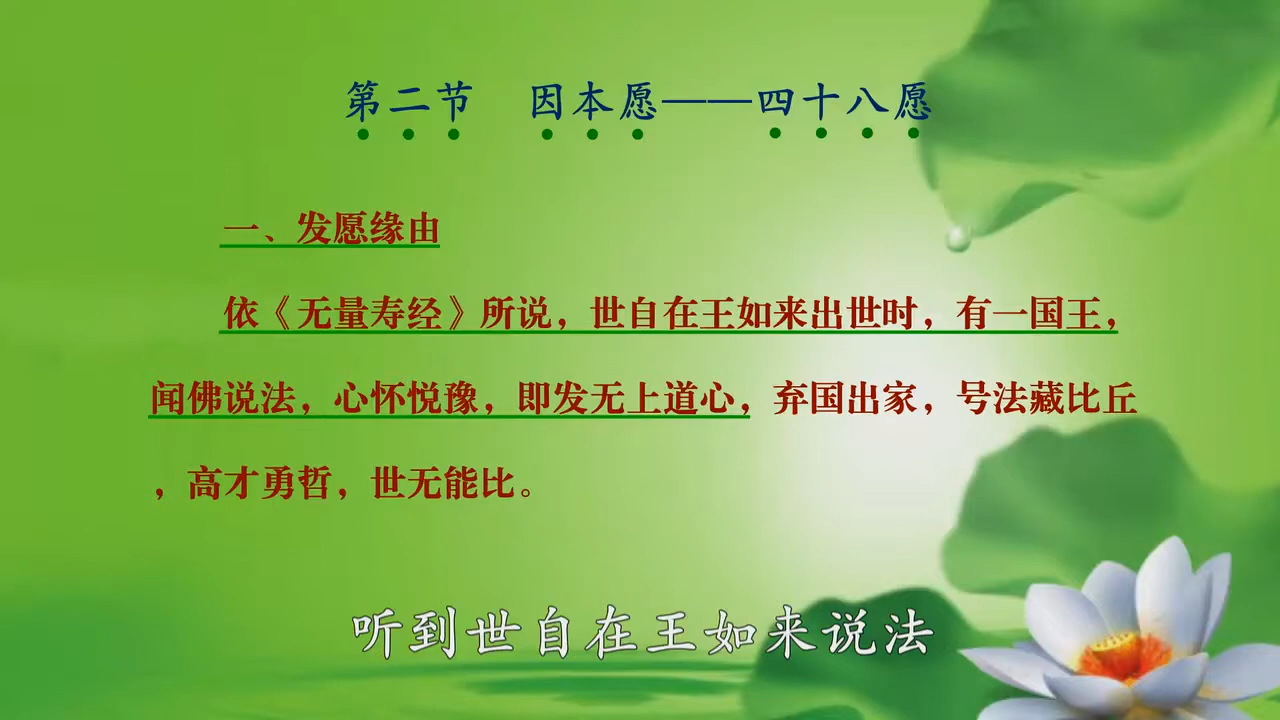 第二节　因本愿——四十八愿
一、发愿缘由
依《无量寿经》所说，世自在王如来出世时，有一国王，
闻佛说法，心怀悦豫，即发无上道心，弃国出家，号法藏比丘
，高才勇哲，世无能比。
听到世自在王如来说法